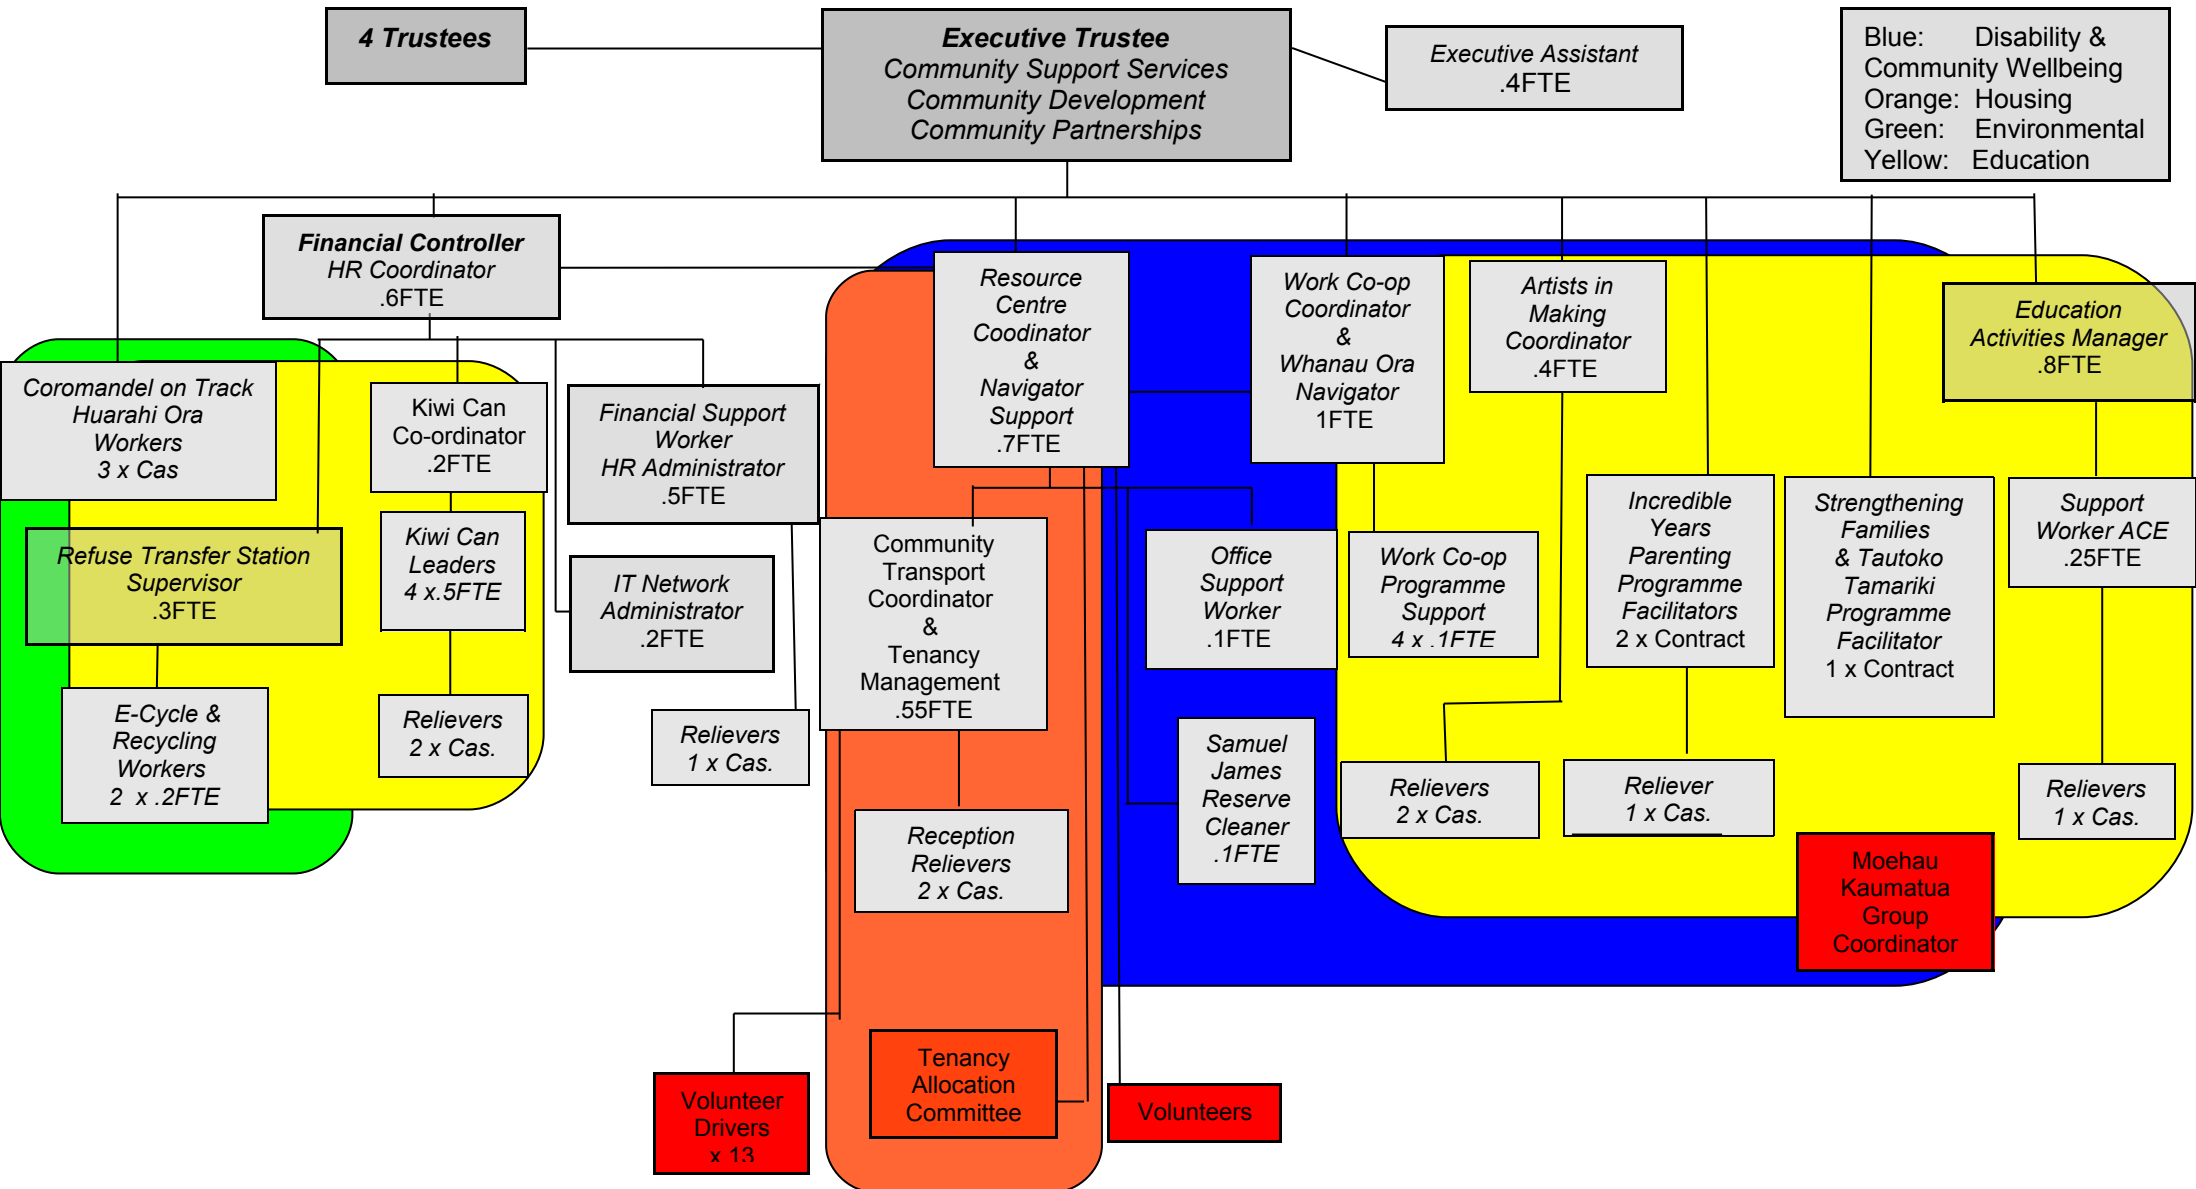 4 Trustees
Executive Trustee
Community Support Services
Community Development
Community Partnerships
Executive Assistant
.4FTE
Blue: Disability &
Community Wellbeing
Orange: Housing
Green: Environmental
Yellow: Education
Financial Controller
HR Coordinator
.6FTE
Coromandel on Track
Huarahi Ora
Workers
3 x Cas
Kiwi Can
Co-ordinator
.2FTE
Financial Support
Worker
HR Administrator
.5FTE
Resource
Centre
Coodinator
&
Navigator
Support
.7FTE
Work Co-op
Coordinator
&
Whanau Ora
Navigator
1FTE
Artists in
Making
Coordinator
.4FTE
Education
Activities Manager
.8FTE
Refuse Transfer Station
Supervisor
.3FTE
Kiwi Can
Leaders
4 x.5FTE
IT Network
Administrator
.2FTE
Community
Transport
Coordinator
&
Tenancy
Management
.55FTE
Office
Support
Worker
.1FTE
Work Co-op
Programme
Support
4 x .1FTE
Incredible
Years
Parenting
Programme
Facilitators
2 x Contract
Strengthening
Families
& Tautoko
Tamariki
Programme
Facilitator
1 x Contract
Support
Worker ACE
.25FTE
E-Cycle &
Recycling
Workers
2 x .2FTE
Relievers
2 x Cas.
Relievers
1 x Cas.
Reception
Relievers
2 x Cas.
Samuel
James
Reserve
Cleaner
.1FTE
Relievers
2 x Cas.
Reliever
1 x Cas.
Relievers
1 x Cas.
Moehau
Kaumatua
Group
Coordinator
Volunteer
Drivers
x 13
Tenancy
Allocation
Committee
Volunteers